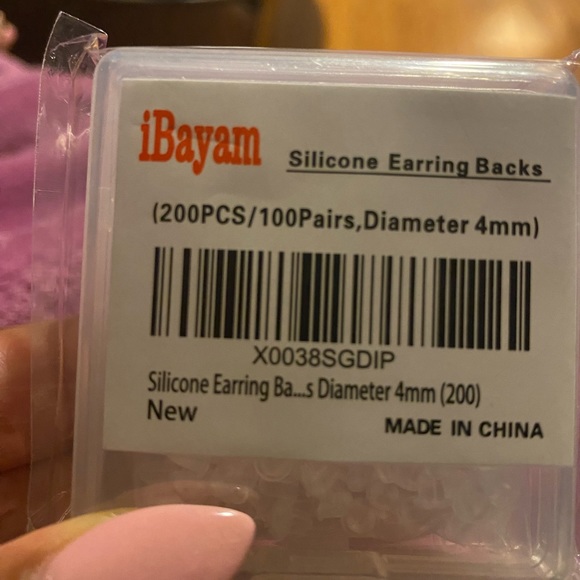 iBayam
Silicone Earring Backs
(200PCS/100Pairs,Diameter 4mm)
X0038SGDIP
Silicone Earring Ba...s Diameter 4mm (200)
New
MADE IN CHINA